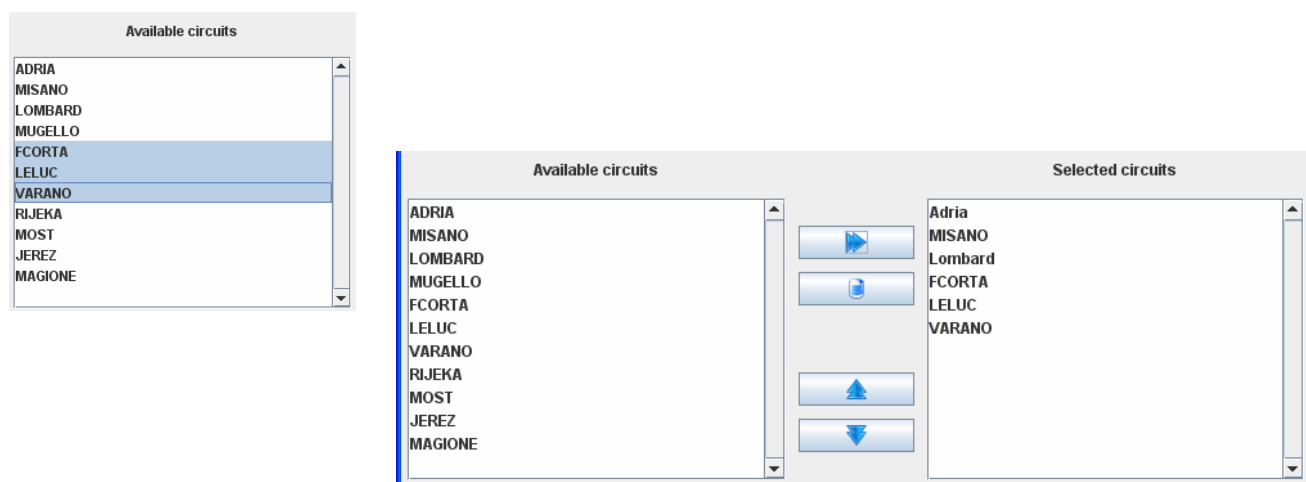 Available circuits
ADRIA
MISANO
LOMBARD
MUGELLO
FCORTA
LELUC
VARANO
RIJEKA
MOST
JEREZ
MAGIONE
Available circuits
ADRIA
MISANO
LOMBARD
MUGELLO
FCORTA
LELUC
VARANO
RIJEKA
MOST
JEREZ
MAGIONE
Selected circuits
Adria
MISANO
Lombard
FCORTA
LELUC
VARANO